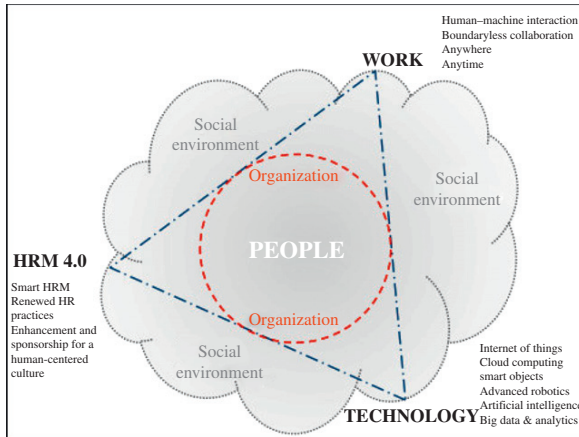 Human–machine interaction
Boundaryless collaboration
Anywhere
Anytime
WORK
Social
environment
Social
environment
Organization
PEOPLE
HRM 4.0
Smart HRM
Renewed HR
practices
Enhancement and
sponsorship for a
human-centered
culture
Organization
Social
environment
Internet of things
Cloud computing
smart objects
Advanced robotics
Artificial intelligence
Big data & analytics
TECHNOLOGY